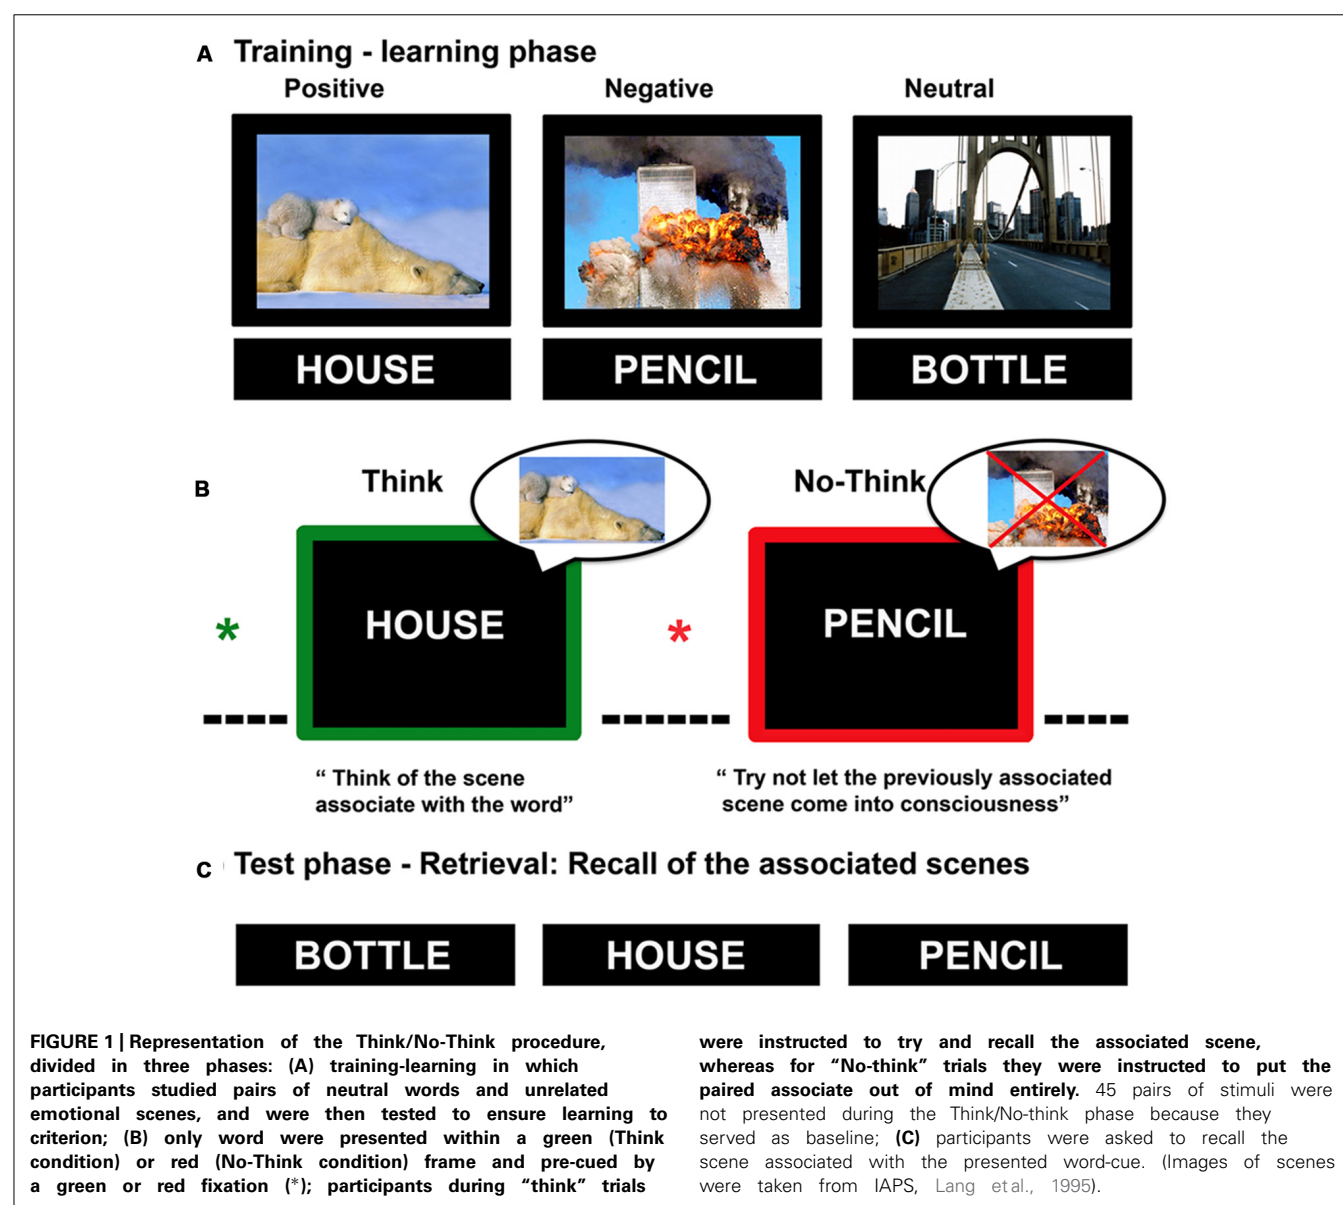 A Training - learning phase
Positive Negative Neutral
HOUSE PENCIL BOTTLE
B Think No-Think
HOUSE PENCIL
* *
“ Think of the scene
associate with the word”
“ Try not let the previously associated
scene come into consciousness”
C Test phase - Retrieval: Recall of the associated scenes
BOTTLE HOUSE PENCIL
FIGURE 1 | Representation of the Think/No-Think procedure,
divided in three phases: (A) training-learning in which
participants studied pairs of neutral words and unrelated
emotional scenes, and were then tested to ensure learning to
criterion; (B) only word were presented within a green (Think
condition) or red (No-Think condition) frame and pre-cued by
a green or red fixation (*); participants during “think” trials
were instructed to try and recall the associated scene,
whereas for “No-think” trials they were instructed to put the
paired associate out of mind entirely. 45 pairs of stimuli were
not presented during the Think/No-think phase because they
served as baseline; (C) participants were asked to recall the
scene associated with the presented word-cue. (Images of scenes
were taken from IAPS, Lang et al., 1995).